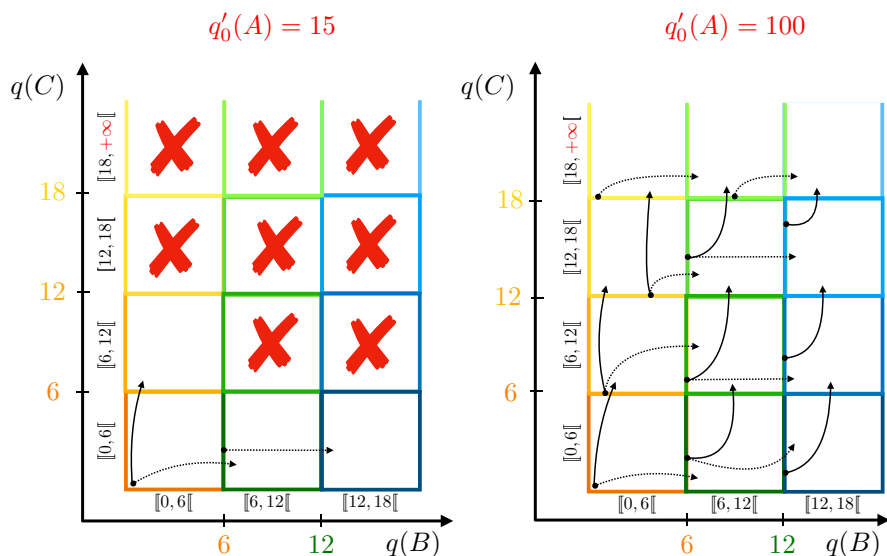 q′₀(A) = 15
q(C)
⟦18, +∞⟦
18
⟦12, 18⟦
12
⟦6, 12⟦
6
⟦0, 6⟦
⟦0, 6⟦ ⟦6, 12⟦ ⟦12, 18⟦
6 12 q(B)
q′₀(A) = 100
q(C)
⟦18, +∞⟦
18
⟦12, 18⟦
12
⟦6, 12⟦
6
⟦0, 6⟦
⟦0, 6⟦ ⟦6, 12⟦ ⟦12, 18⟦
6 12 q(B)